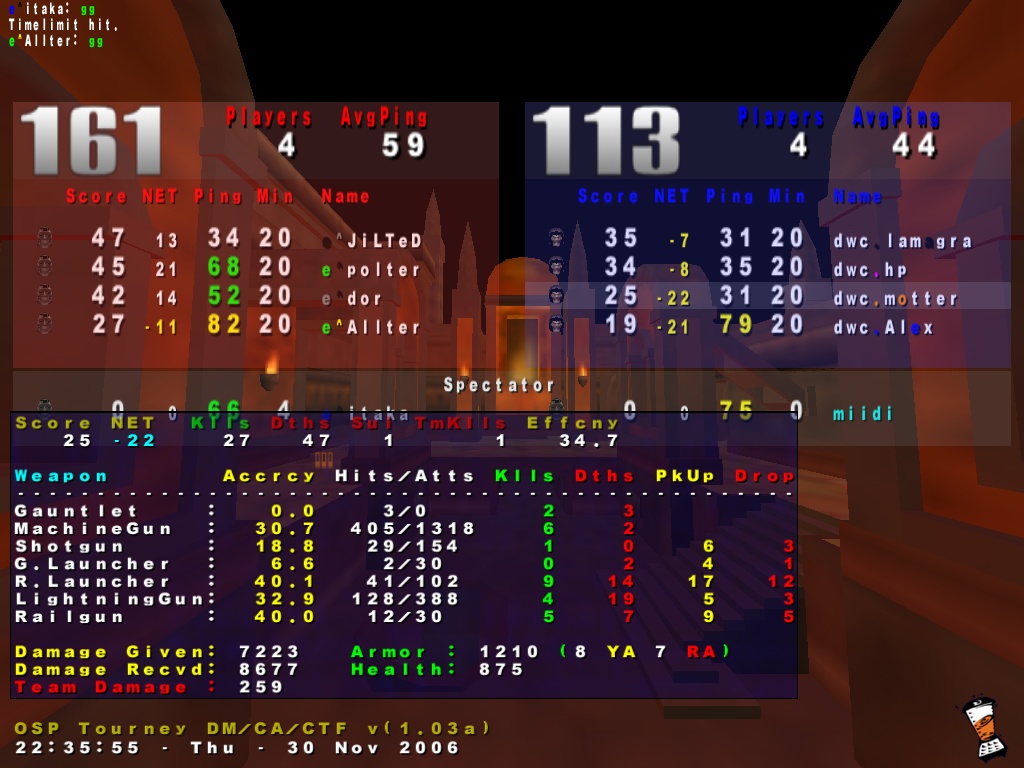 e^itaka: gg
Timelimit hit.
e^Allter: gg
161 Players AvgPing
4 59
Score NET Ping Min Name
47 13 34 20 ^JiLTeD
45 21 68 20 e polter
42 14 52 20 e dor
27 -11 82 20 e^Allter
113 Players AvgPing
4 44
Score NET Ping Min Name
35 -7 31 20 dwc.lamagra
34 -8 35 20 dwc.hp
25 -22 31 20 dwc.motter
19 -21 79 20 dwc.Alex
Spectator
0 0 66 4 e itaka
0 0 75 0 miidi
Score NET Klls Dths Sui TmKlls Effcny
25 -22 27 47 1 1 34.7
Weapon Accrcy Hits/Atts Klls Dths PkUp Drop
Gauntlet : 0.0 3/0 2 3
MachineGun : 30.7 405/1318 6 2
Shotgun : 18.8 29/154 1 0 6 3
G.Launcher : 6.6 2/30 0 2 4 1
R.Launcher : 40.1 41/102 9 14 17 12
LightningGun: 32.9 128/388 4 19 5 3
Railgun : 40.0 12/30 5 7 9 5
Damage Given: 7223 Armor : 1210 (8 YA 7 RA)
Damage Recvd: 8677 Health: 875
Team Damage : 259
OSP Tourney DM/CA/CTF v(1.03a)
22:35:55 - Thu - 30 Nov 2006